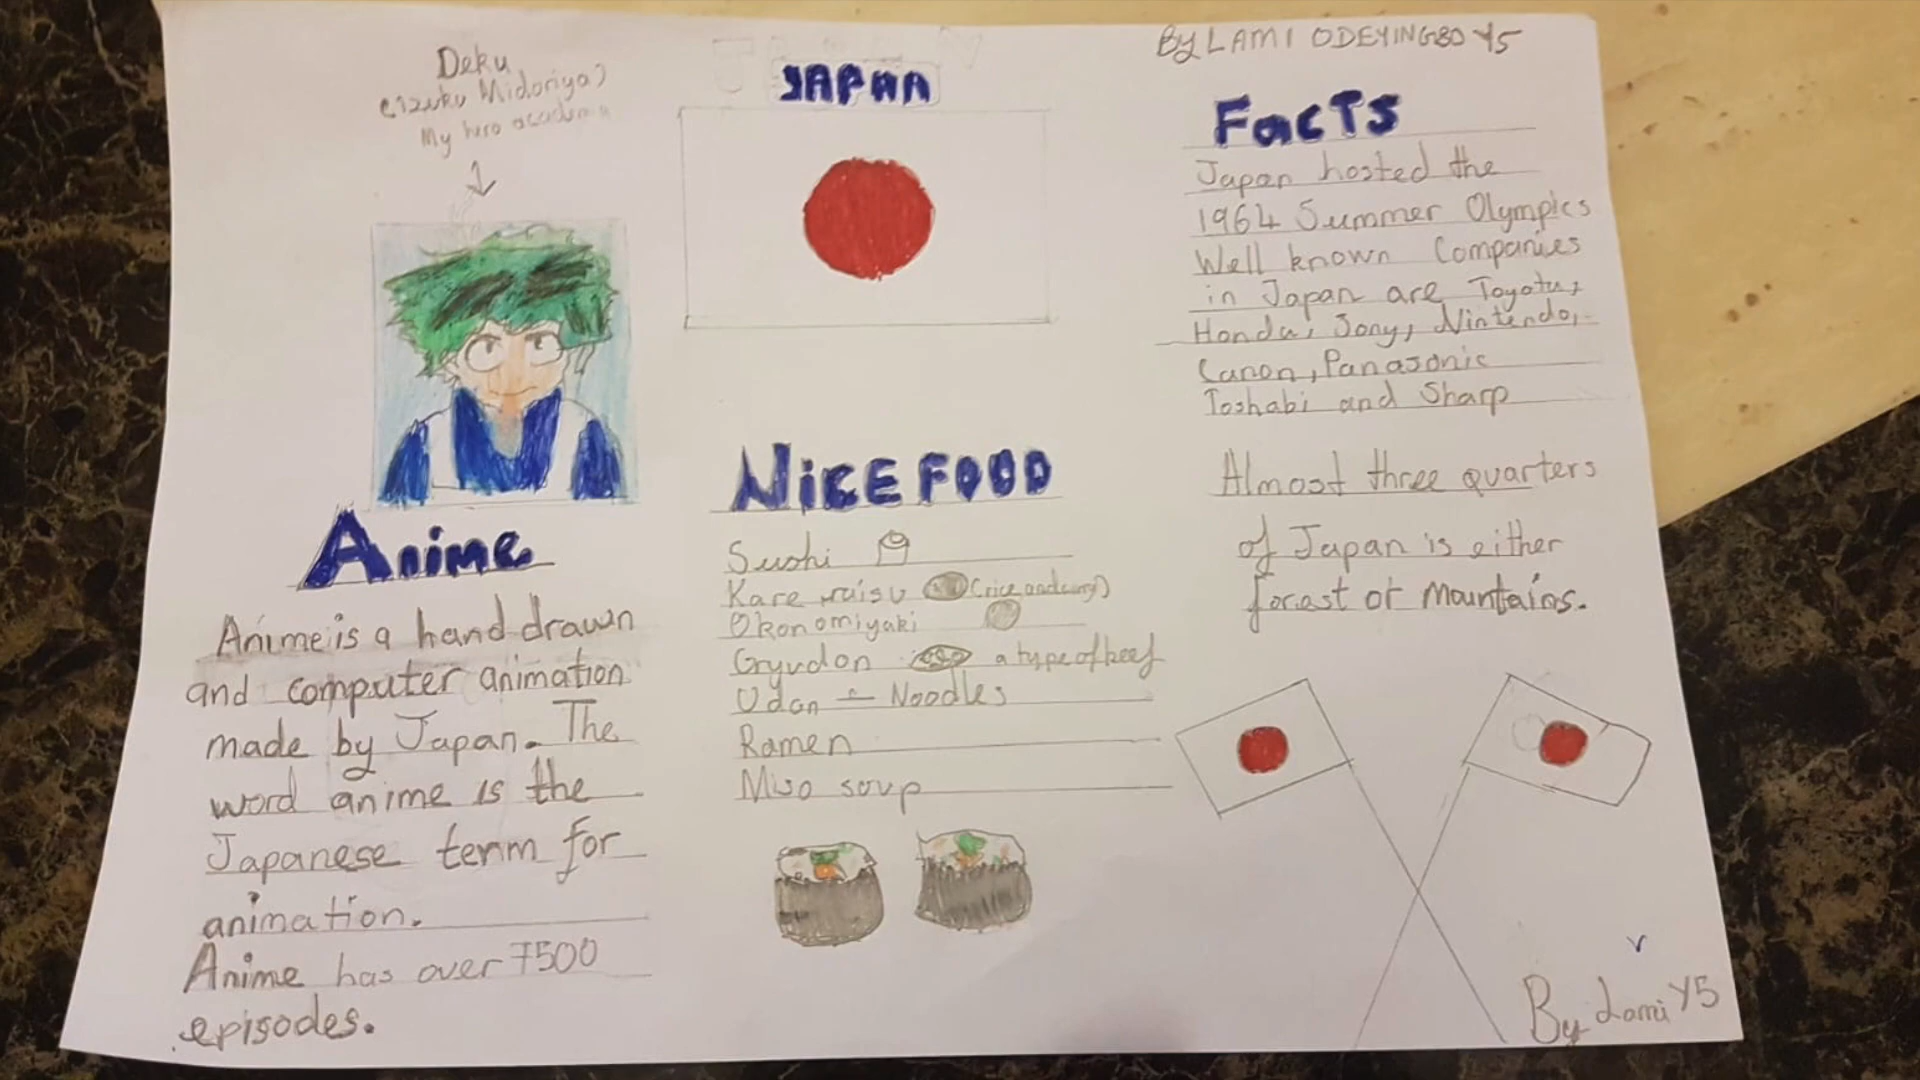 Deku
(izuku Midoriya)
My hero academia
Anime
Anime is a hand drawn
and computer animation
made by Japan. The
word anime is the
Japanese term for
animation.
Anime has over 7500
episodes.
JAPAN
NiCE FOOD
Sushi
Kare raisu (rice and curry)
Okonomiyaki
Gyudon a type of beef
Udon - Noodles
Ramen
Miso soup
By LAMI ODEYINGBO Y5
FacTS
Japan hosted the
1964 Summer Olympics
Well known Companies
in Japan are Toyota,
Honda, Sony, Nintendo,
Canon, Panasonic
Toshabi and Sharp
Almost three quarters
of Japan is either
forest or Mountains.
By Lami Y5